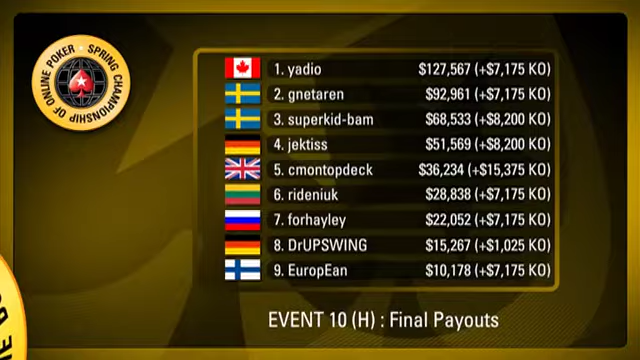 SPRING CHAMPIONSHIP
OF ONLINE POKER
1. yadio $127,567 (+$7,175 KO)
2. gnetaren $92,961 (+$7,175 KO)
3. superkid-bam $68,533 (+$8,200 KO)
4. jektiss $51,569 (+$8,200 KO)
5. cmontopdeck $36,234 (+$15,375 KO)
6. rideniuk $28,838 (+$7,175 KO)
7. forhayley $22,052 (+$7,175 KO)
8. DrUPSWING $15,267 (+$1,025 KO)
9. EuropEan $10,178 (+$7,175 KO)
EVENT 10 (H) : Final Payouts